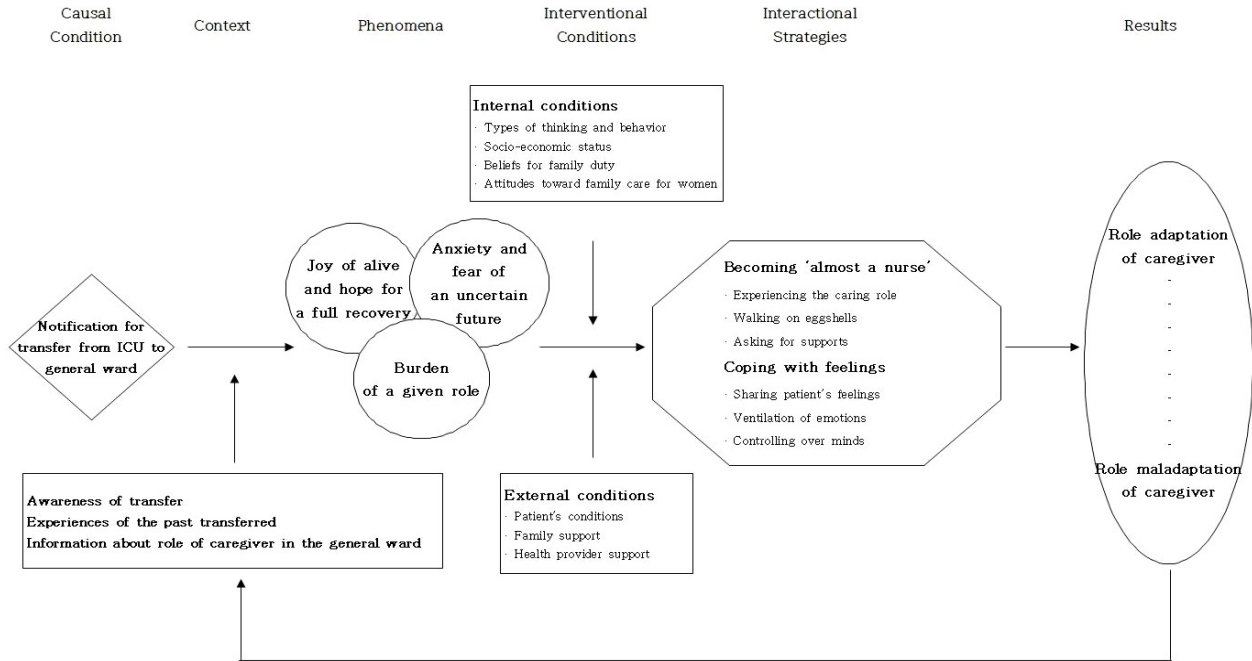 Causal
Condition
Context
Phenomena
Interventional
Conditions
Interactional
Strategies
Results
Internal conditions
· Types of thinking and behavior
· Socio-economic status
· Beliefs for family duty
· Attitudes toward family care for women
Notification for
transfer from ICU to
general ward
Joy of alive
and hope for
a full recovery
Anxiety and
fear of
an uncertain
future
Burden
of a given role
Becoming ‘almost a nurse’
· Experiencing the caring role
· Walking on eggshells
· Asking for supports
Coping with feelings
· Sharing patient's feelings
· Ventilation of emotions
· Controlling over minds
Role adaptation
of caregiver
Role maladaptation
of caregiver
Awareness of transfer
Experiences of the past transferred
Information about role of caregiver in the general ward
External conditions
· Patient's conditions
· Family support
· Health provider support